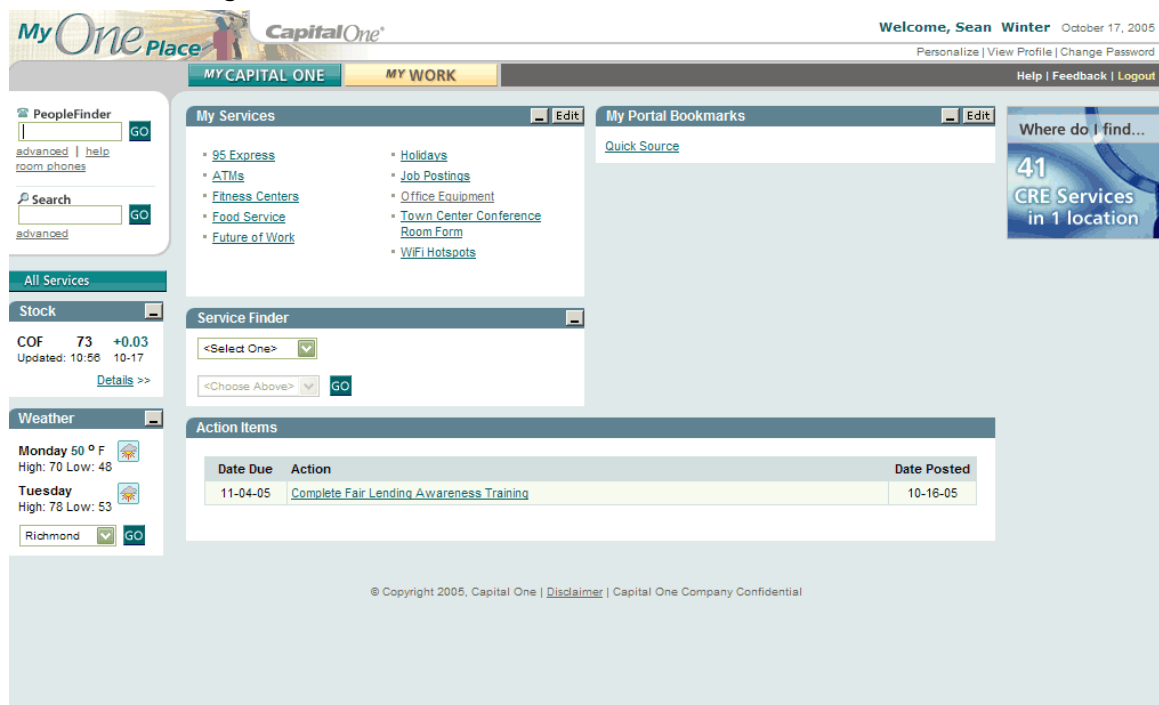 My One Place
CapitalOne®
Welcome, Sean Winter October 17, 2005
Personalize | View Profile | Change Password
MY CAPITAL ONE
MY WORK
Help | Feedback | Logout
PeopleFinder
GO
advanced | help
room phones
Search
GO
advanced
All Services
Stock
COF 73 +0.03
Updated: 10:56 10-17
Details >>
Weather
Monday 50 º F
High: 70 Low: 48
Tuesday
High: 78 Low: 53
Richmond GO
My Services Edit
95 Express
ATMs
Fitness Centers
Food Service
Future of Work
Holidays
Job Postings
Office Equipment
Town Center Conference
Room Form
WiFi Hotspots
Service Finder
<Select One>
<Choose Above> GO
My Portal Bookmarks Edit
Quick Source
Where do I find...
41
CRE Services
in 1 location
Action Items
Date Due Action Date Posted
11-04-05 Complete Fair Lending Awareness Training 10-16-05
© Copyright 2005, Capital One | Disclaimer | Capital One Company Confidential